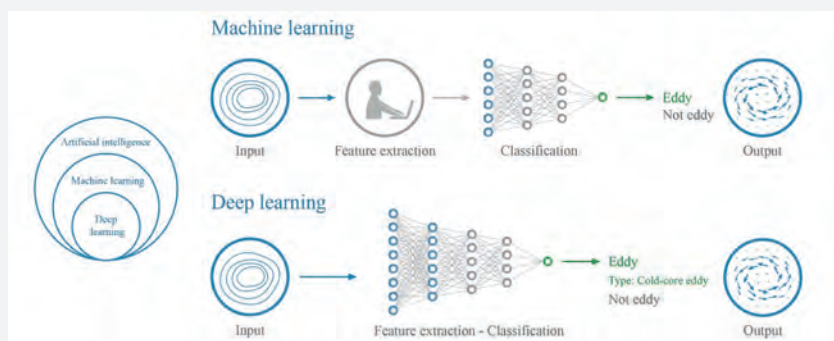 Machine learning
Eddy
Not eddy
Input
Feature extraction
Classification
Output
Artificial intelligence
Machine learning
Deep
learning
Deep learning
Eddy
Type: Cold-core eddy
Not eddy
Input
Feature extraction - Classification
Output